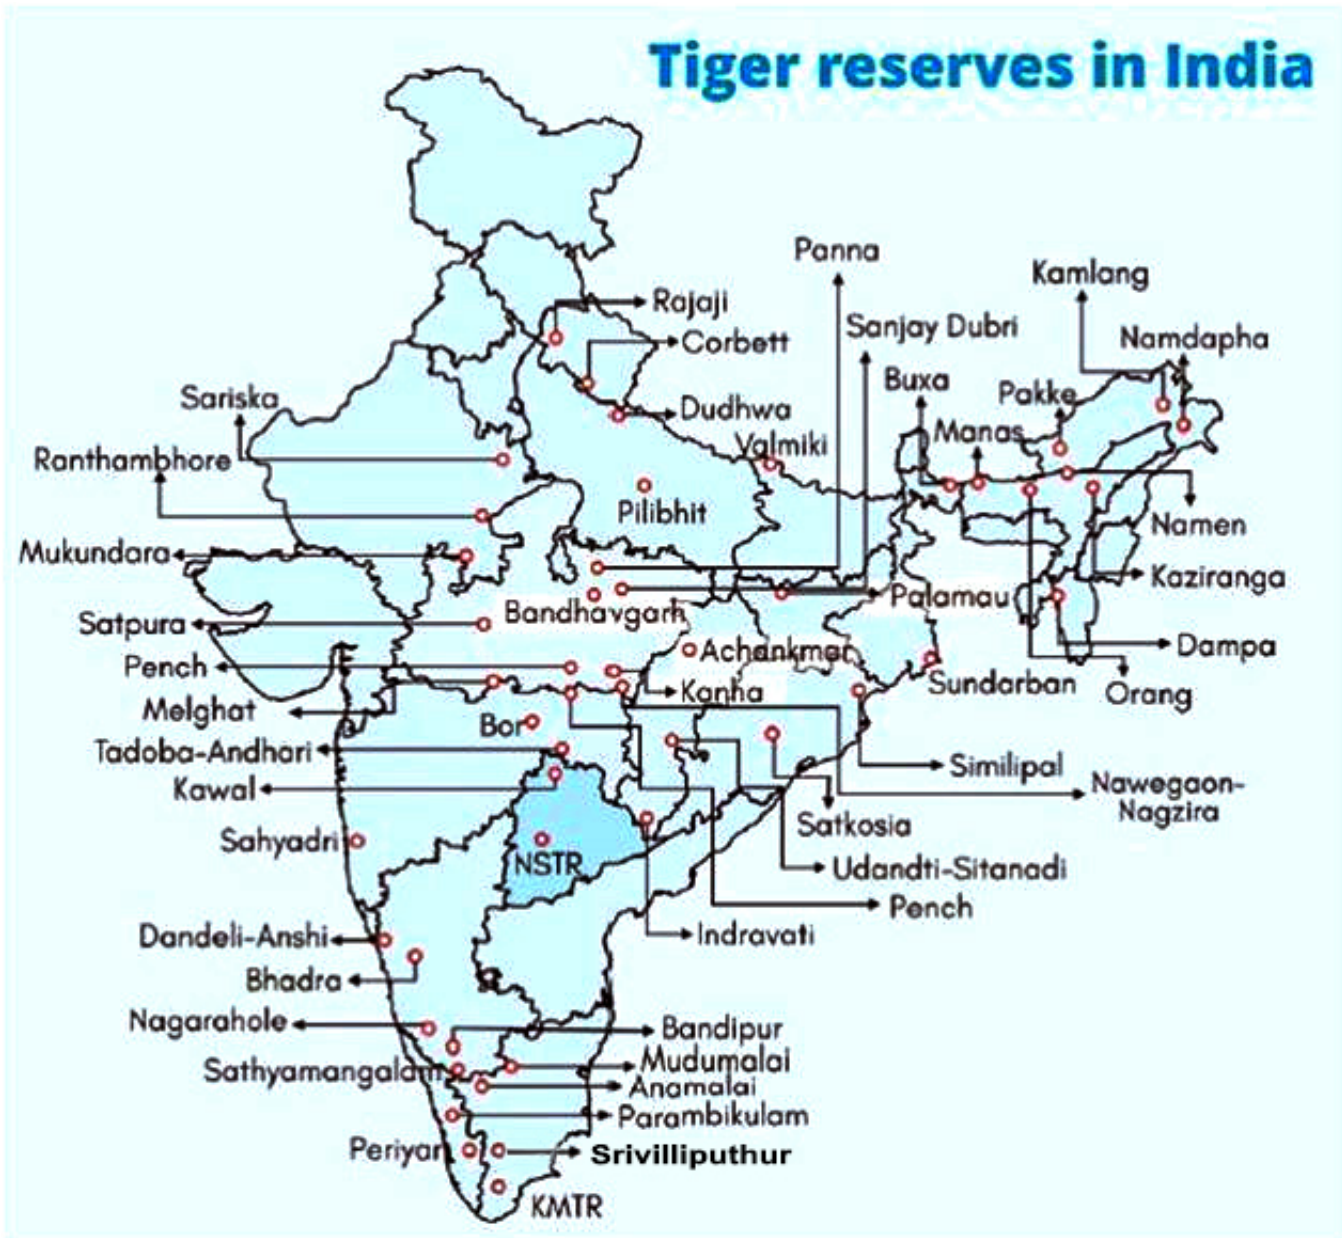 Tiger reserves in India
Panna
Kamlang
Rajaji
Sanjay Dubri
Corbett
Namdapha
Buxa
Pakke
Sariska
Dudhwa
Manas
Valmiki
Ranthambhore
Pilibhit
Namen
Mukundara
Kaziranga
Palamau
Bandhavgarh
Satpura
Achankmar
Dampa
Pench
Kanha
Sundarban
Orang
Melghat
Bor
Tadoba-Andhari
Similipal
Kawal
Nawegaon-
Nagzira
Satkosia
Sahyadri
NSTR
Udandti-Sitanadi
Pench
Dandeli-Anshi
Indravati
Bhadra
Nagarahole
Bandipur
Mudumalai
Sathyamangalam
Anamalai
Parambikulam
Periyar
Srivilliputhur
KMTR